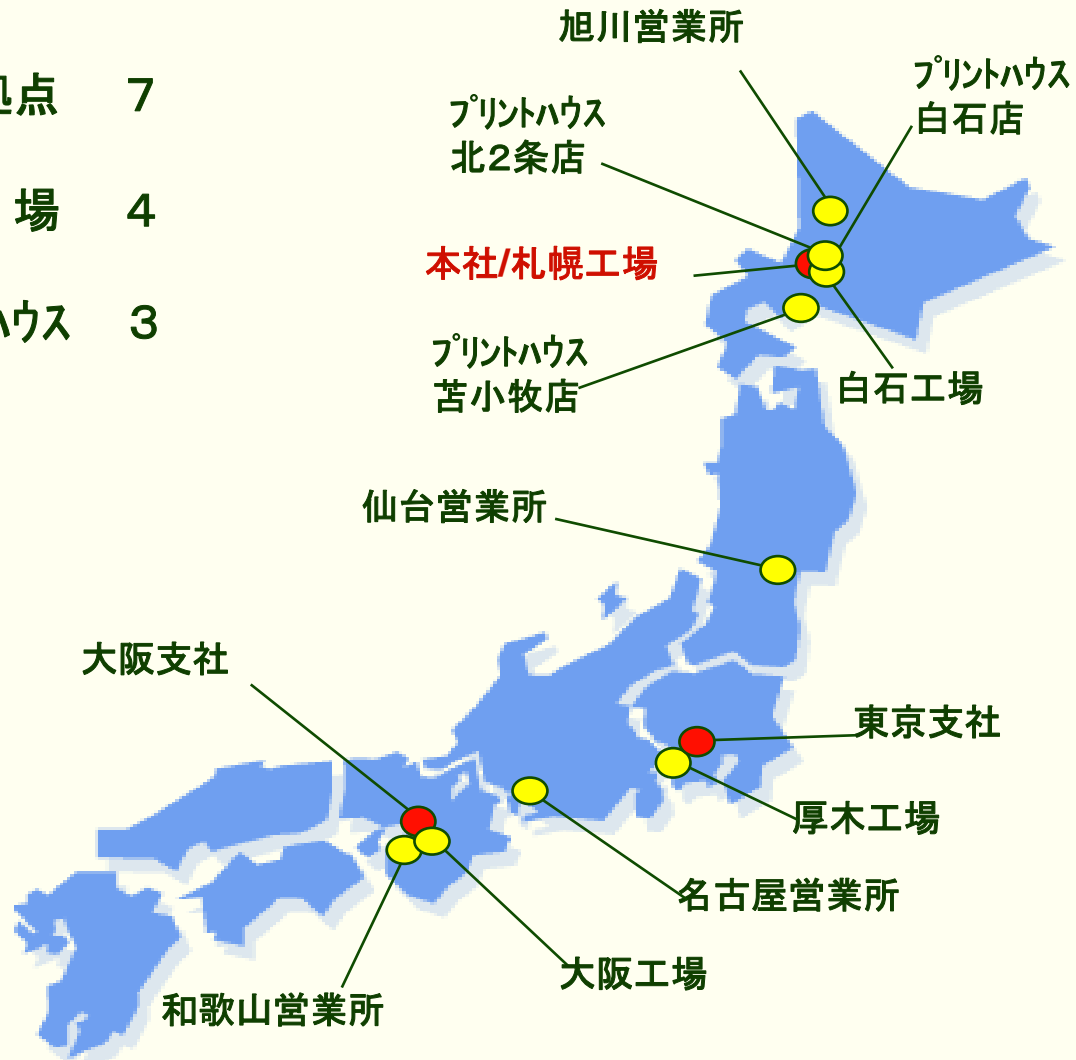 旭川営業所
プリントハウス
白石店
拠点 7
プリントハウス
北2条店
場 4
本社/札幌工場
ハウス 3
プリントハウス
苫小牧店
白石工場
仙台営業所
大阪支社
東京支社
厚木工場
名古屋営業所
大阪工場
和歌山営業所